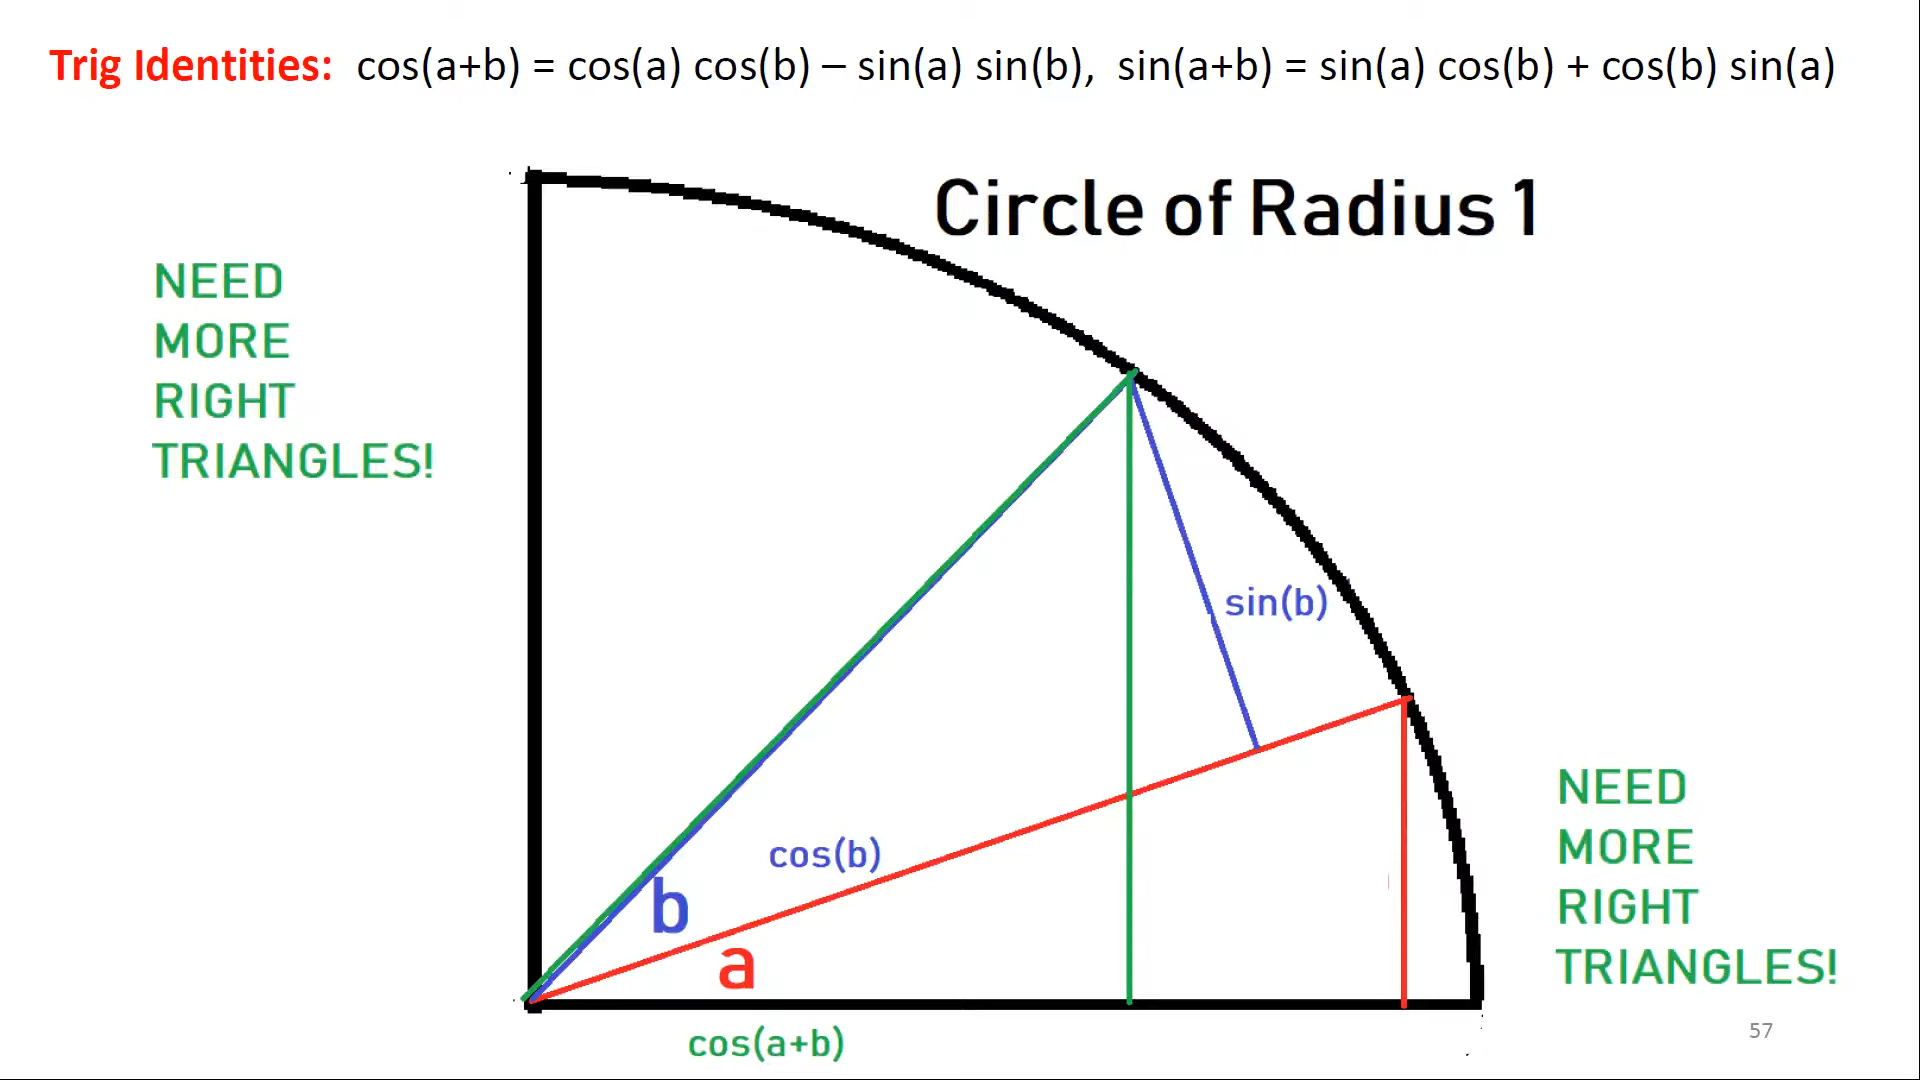 Trig Identities: cos(a+b) = cos(a) cos(b) – sin(a) sin(b), sin(a+b) = sin(a) cos(b) + cos(b) sin(a)
Circle of Radius 1
NEED
MORE
RIGHT
TRIANGLES!
sin(b)
cos(b)
b
a
NEED
MORE
RIGHT
TRIANGLES!
cos(a+b)
57